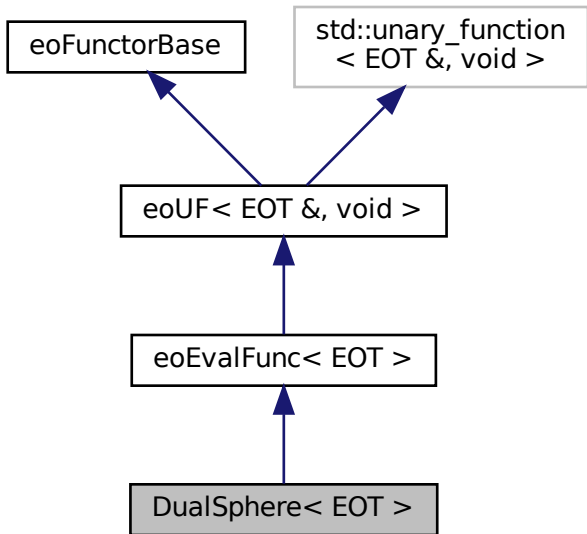 eoFunctorBase
std::unary_function
< EOT &, void >
eoUF< EOT &, void >
eoEvalFunc< EOT >
DualSphere< EOT >